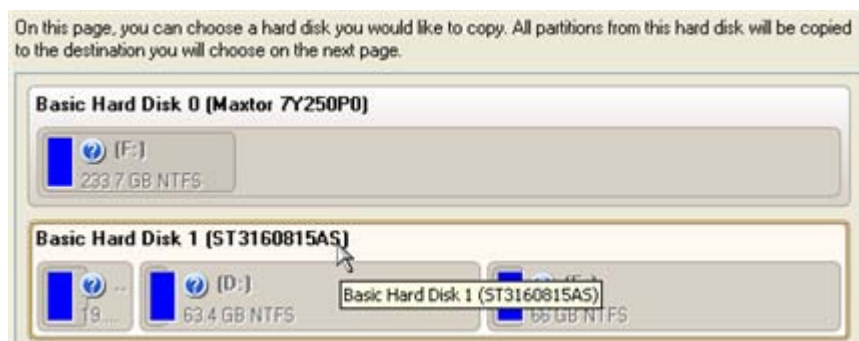 On this page, you can choose a hard disk you would like to copy. All partitions from this hard disk will be copied
to the destination you will choose on the next page.
Basic Hard Disk 0 (Maxtor 7Y250P0)
(F:)
233.7 GB NTFS
Basic Hard Disk 1 (ST3160815AS)
... (D:)
Basic Hard Disk 1 (ST3160815AS)
19.... 63.4 GB NTFS 66 GB NTFS